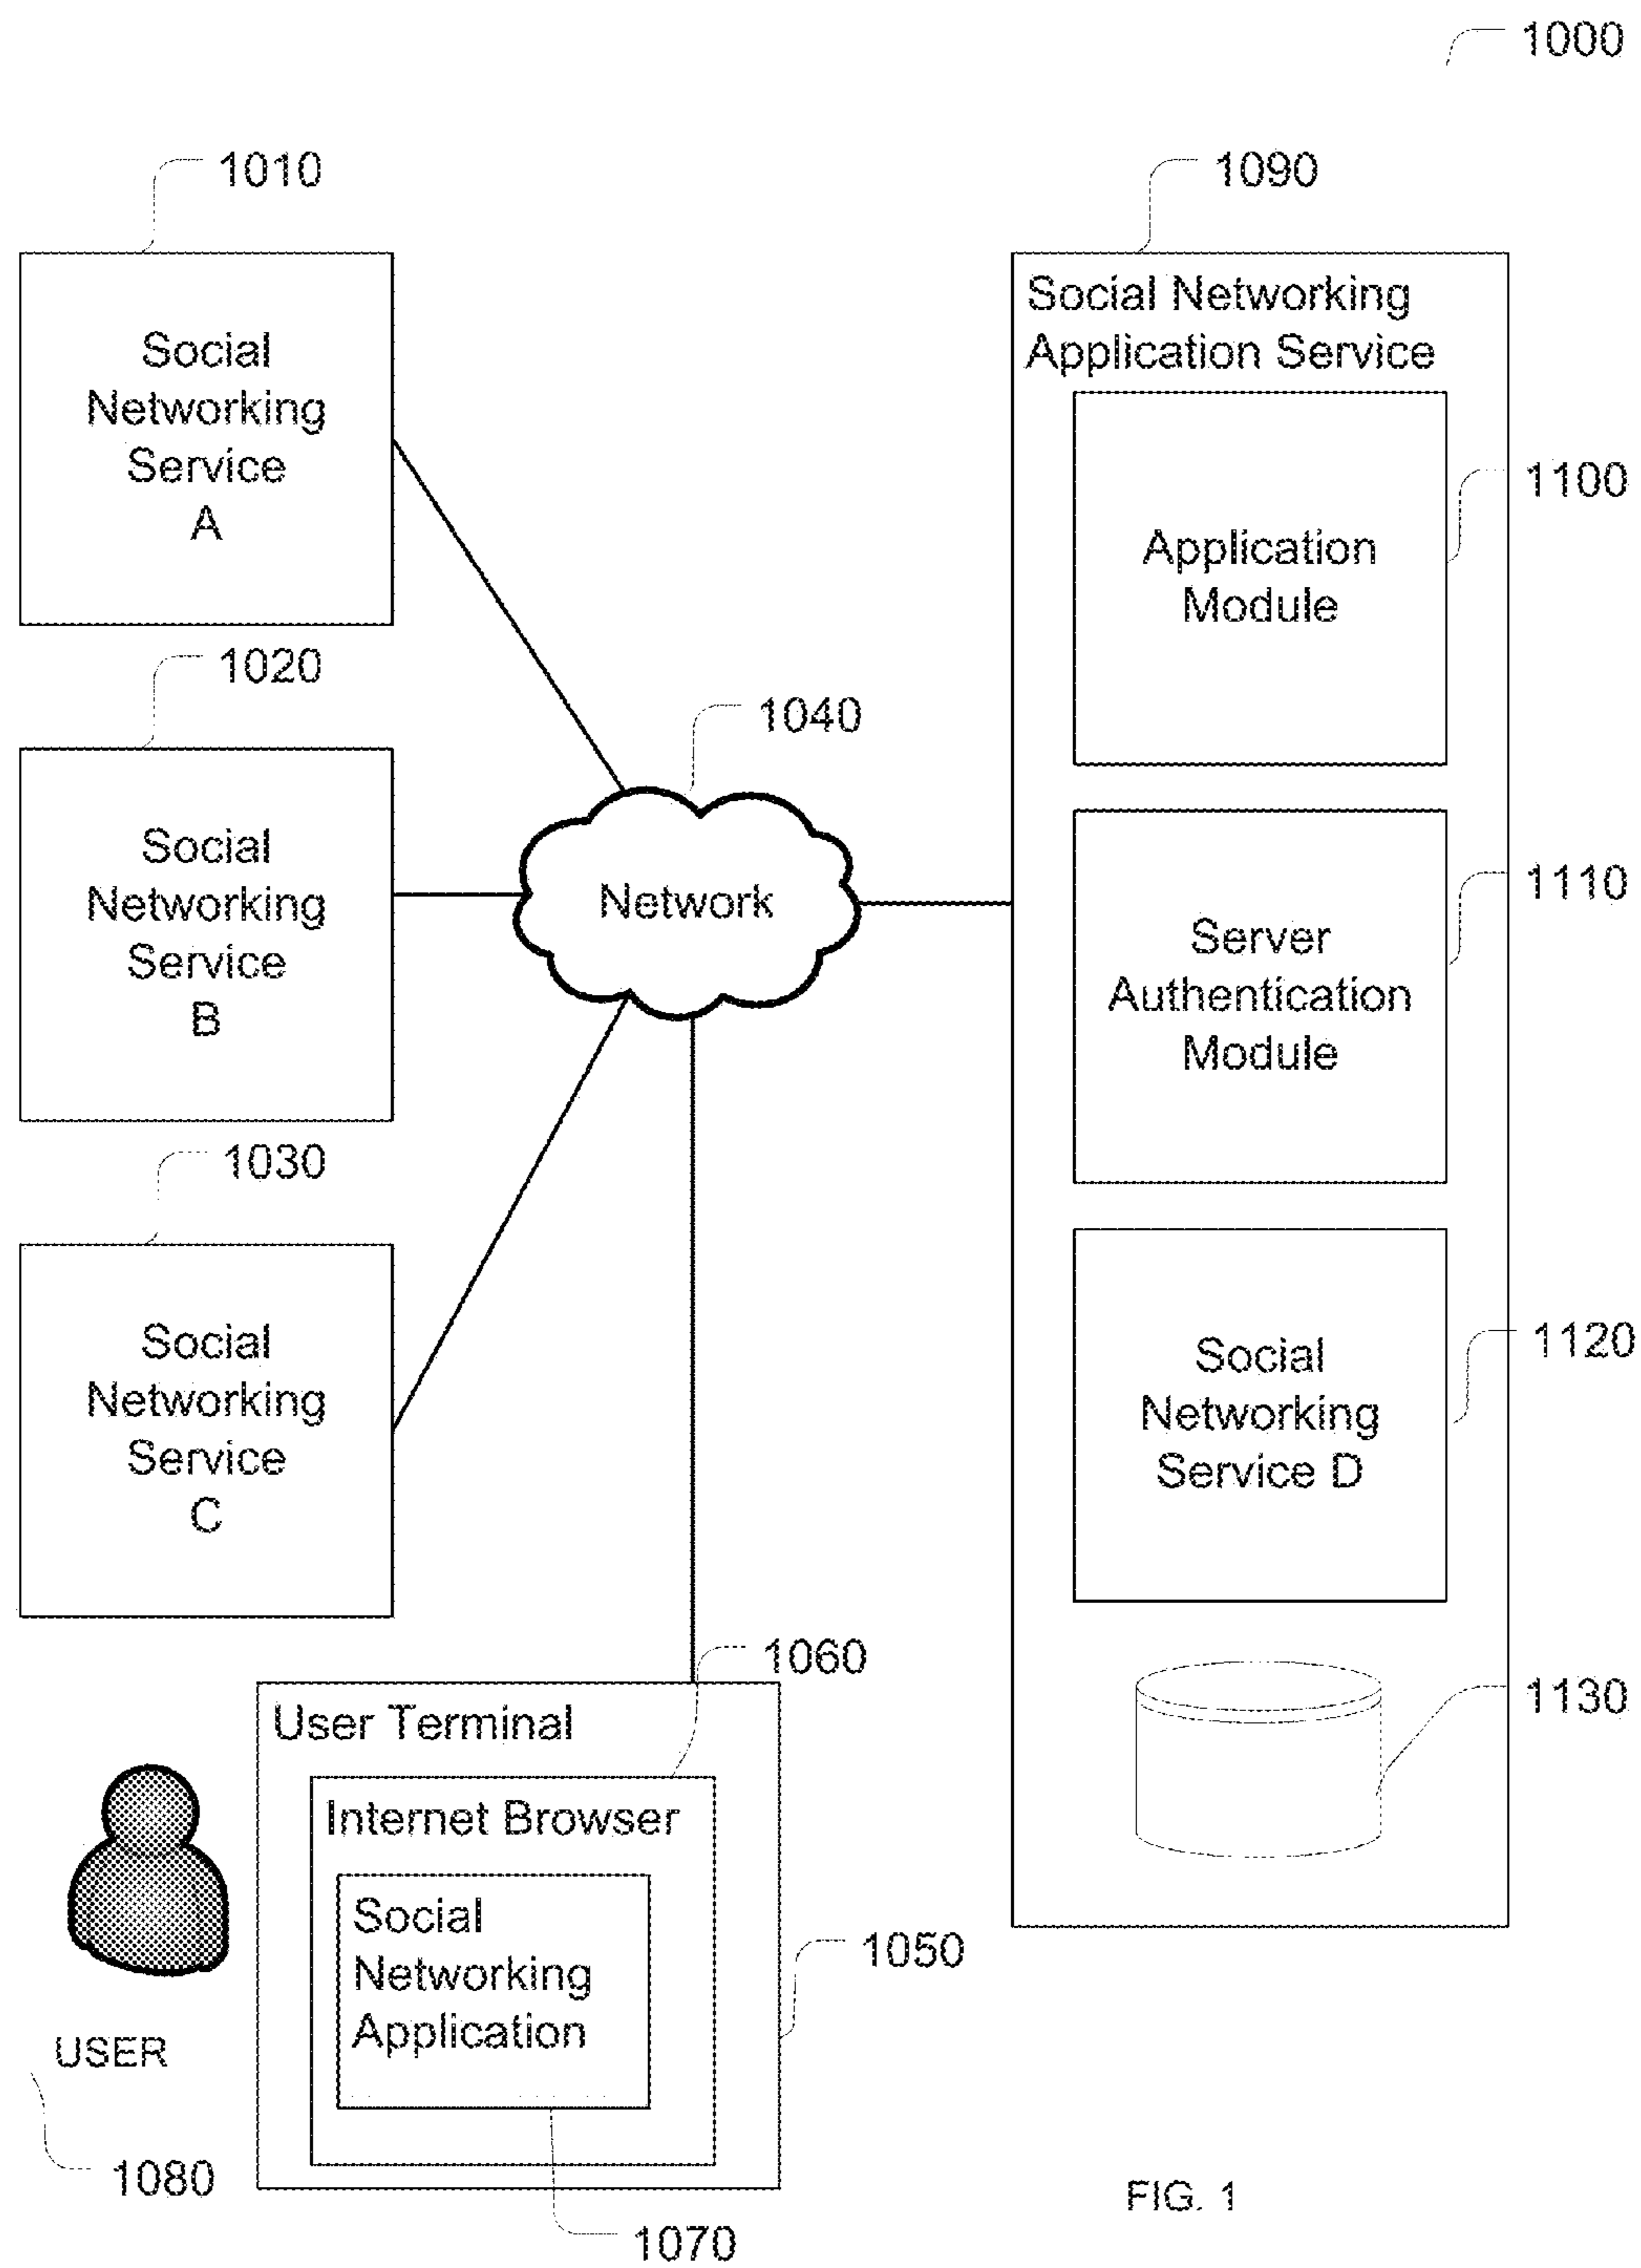 1000
1010
Social
Networking
Service
A
1020
Social
Networking
Service
B
1030
Social
Networking
Service
C
1040
Network
1090
Social Networking
Application Service
Application
Module
1100
Server
Authentication
Module
1110
Social
Networking
Service D
1120
1130
1060
User Terminal
Internet Browser
Social
Networking
Application
1050
USER
1080
1070
FIG. 1